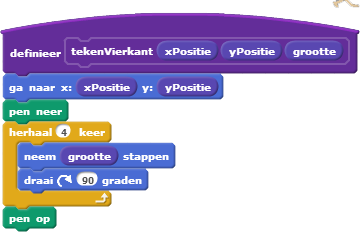 definieer tekenVierkant xPositie yPositie grootte
ga naar x: xPositie y: yPositie
pen neer
herhaal 4 keer
neem grootte stappen
draai 90 graden
pen op